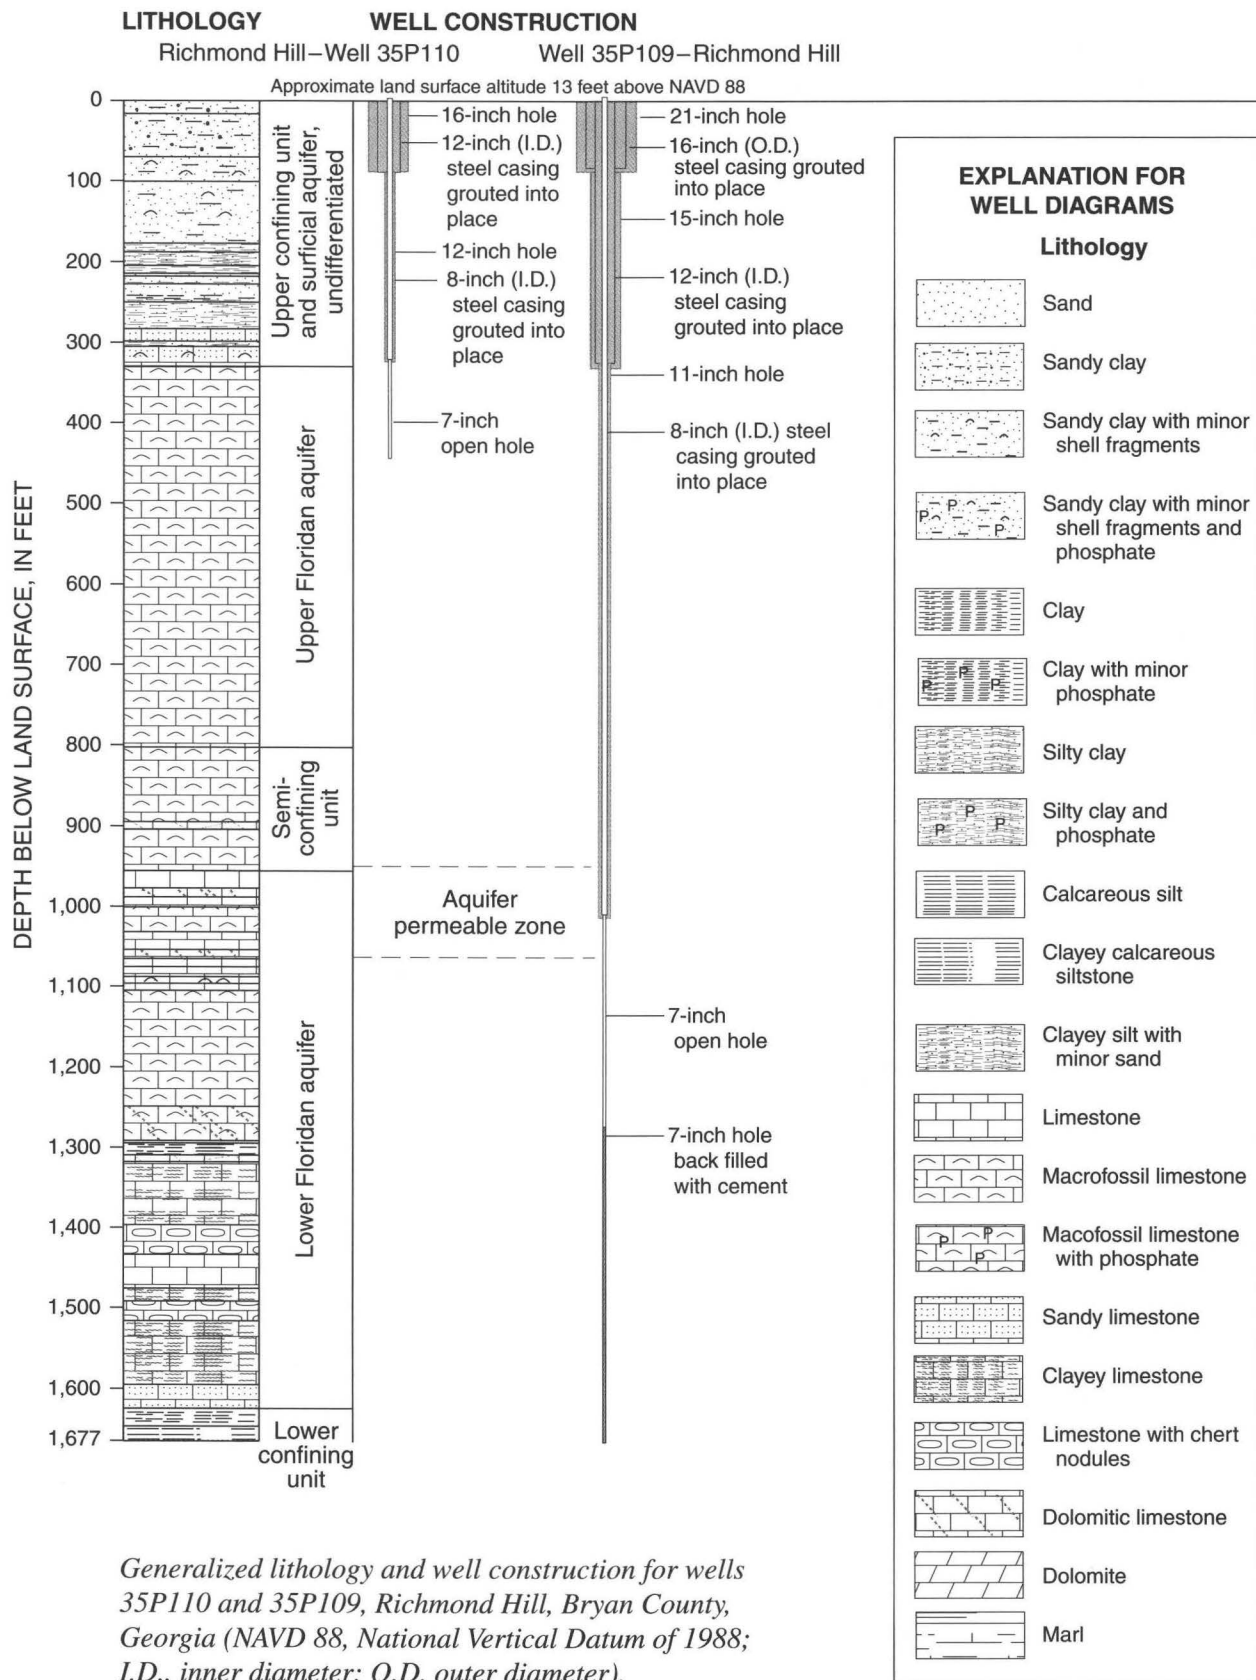 LITHOLOGY
WELL CONSTRUCTION
Richmond Hill–Well 35P110
Well 35P109–Richmond Hill
Approximate land surface altitude 13 feet above NAVD 88
DEPTH BELOW LAND SURFACE, IN FEET
0
100
200
300
400
500
600
700
800
900
1,000
1,100
1,200
1,300
1,400
1,500
1,600
1,677
Upper confining unit
and surficial aquifer,
undifferentiated
Upper Floridan aquifer
Semi-
confining
unit
Lower Floridan aquifer
Lower
confining
unit
16-inch hole
12-inch (I.D.)
steel casing
grouted into
place
12-inch hole
8-inch (I.D.)
steel casing
grouted into
place
7-inch
open hole
Aquifer
permeable zone
21-inch hole
16-inch (O.D.)
steel casing grouted
into place
15-inch hole
12-inch (I.D.)
steel casing
grouted into place
11-inch hole
8-inch (I.D.) steel
casing grouted
into place
7-inch
open hole
7-inch hole
back filled
with cement
EXPLANATION FOR
WELL DIAGRAMS
Lithology
Sand
Sandy clay
Sandy clay with minor
shell fragments
P P P
Sandy clay with minor
shell fragments and
phosphate
Clay
P P P
Clay with minor
phosphate
Silty clay
P P P
Silty clay and
phosphate
Calcareous silt
Clayey calcareous
siltstone
Clayey silt with
minor sand
Limestone
Macrofossil limestone
P P P
Macofossil limestone
with phosphate
Sandy limestone
Clayey limestone
Limestone with chert
nodules
Dolomitic limestone
Dolomite
Marl
Generalized lithology and well construction for wells
35P110 and 35P109, Richmond Hill, Bryan County,
Georgia (NAVD 88, National Vertical Datum of 1988;
I.D., inner diameter; O.D. outer diameter).